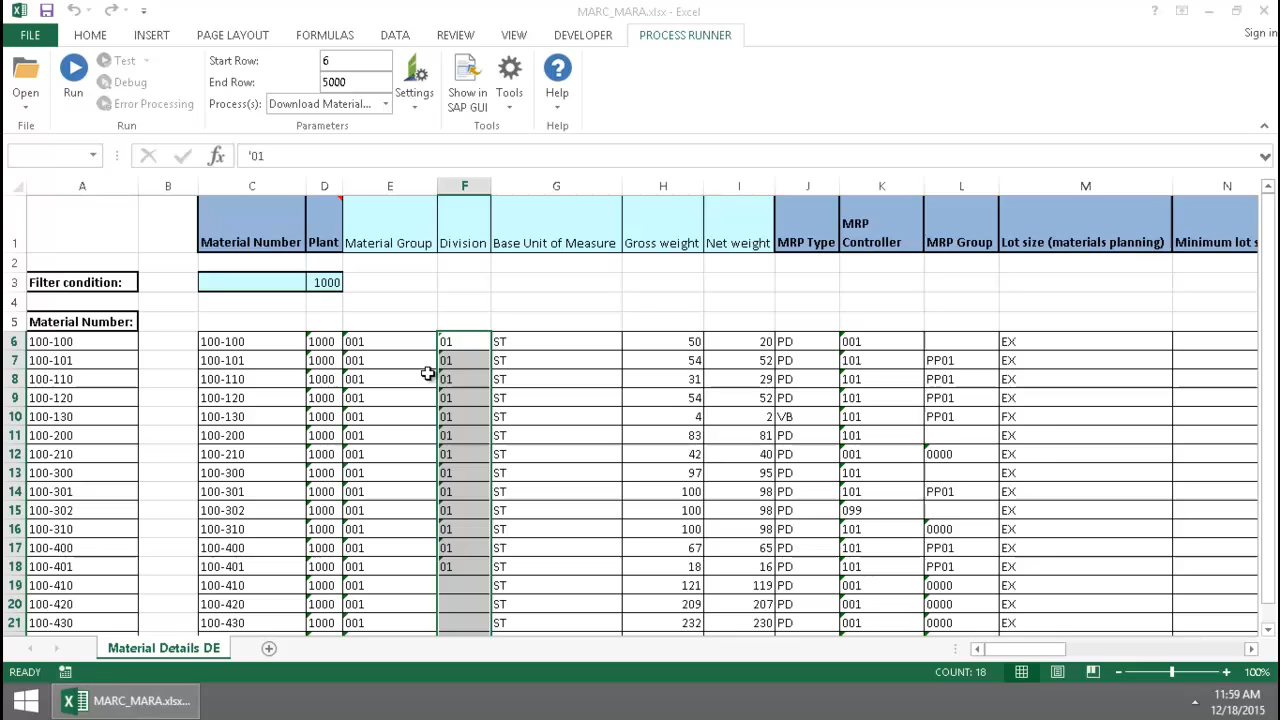 MARC_MARA.xlsx - Excel
FILE HOME INSERT PAGE LAYOUT FORMULAS DATA REVIEW VIEW DEVELOPER PROCESS RUNNER Sign in
Open Run Test Debug Error Processing Start Row: 6 End Row: 5000 Process(s): Download Material... Settings Show in SAP GUI Tools Help
File Run Parameters Tools Help
'01
A B C D E F G H I J K L M N
1 Material Number Plant Material Group Division Base Unit of Measure Gross weight Net weight MRP Type MRP Controller MRP Group Lot size (materials planning) Minimum lot s
2
3 Filter condition: 1000
4
5 Material Number:
6 100-100 100-100 1000 001 01 ST 50 20 PD 001 EX
7 100-101 100-101 1000 001 01 ST 54 52 PD 101 PP01 EX
8 100-110 100-110 1000 001 01 ST 31 29 PD 101 PP01 EX
9 100-120 100-120 1000 001 01 ST 54 52 PD 101 PP01 EX
10 100-130 100-130 1000 001 01 ST 4 2 VB 101 PP01 FX
11 100-200 100-200 1000 001 01 ST 83 81 PD 101 EX
12 100-210 100-210 1000 001 01 ST 42 40 PD 001 0000 EX
13 100-300 100-300 1000 001 01 ST 97 95 PD 101 EX
14 100-301 100-301 1000 001 01 ST 100 98 PD 101 PP01 EX
15 100-302 100-302 1000 001 01 ST 100 98 PD 099 EX
16 100-310 100-310 1000 001 01 ST 100 98 PD 101 0000 EX
17 100-400 100-400 1000 001 01 ST 67 65 PD 101 PP01 EX
18 100-401 100-401 1000 001 01 ST 18 16 PD 101 PP01 EX
19 100-410 100-410 1000 001 ST 121 119 PD 001 0000 EX
20 100-420 100-420 1000 001 ST 209 207 PD 001 0000 EX
21 100-430 100-430 1000 001 ST 232 230 PD 001 0000 EX
Material Details DE
READY COUNT: 18 100%
MARC_MARA.xlsx... 11:59 AM
12/18/2015